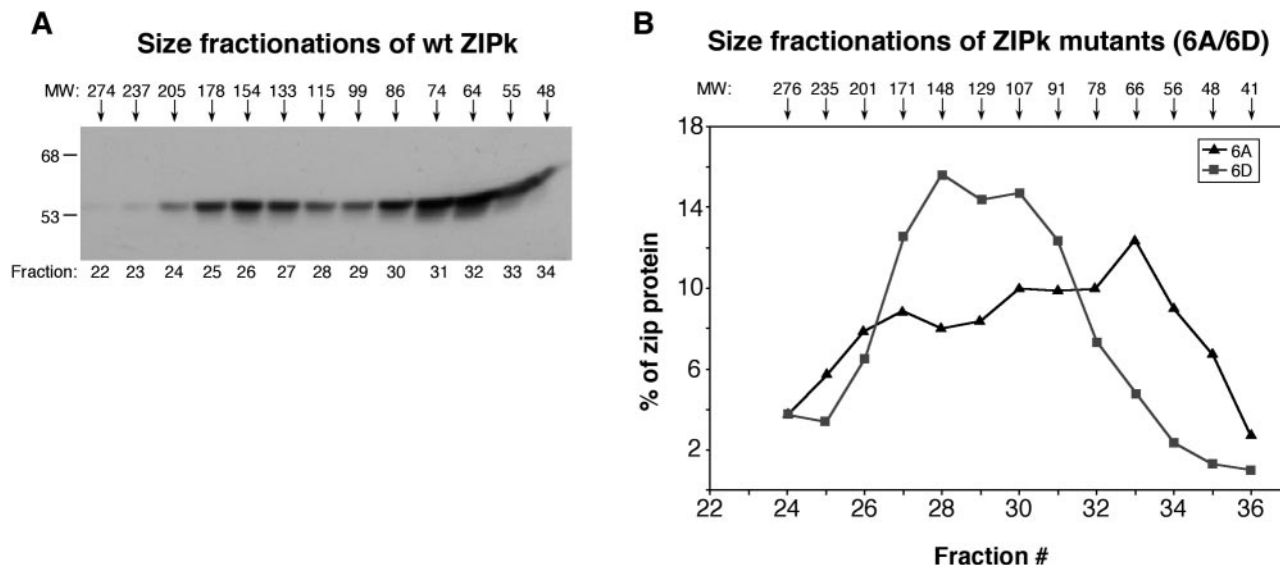 A
Size fractionations of wt ZIPk
MW: 274 237 205 178 154 133 115 99 86 74 64 55 48
68
53
Fraction: 22 23 24 25 26 27 28 29 30 31 32 33 34
B
Size fractionations of ZIPk mutants (6A/6D)
MW: 276 235 201 171 148 129 107 91 78 66 56 48 41
18
14
10
6
2
% of zip protein
6A
6D
22 24 26 28 30 32 34 36
Fraction #